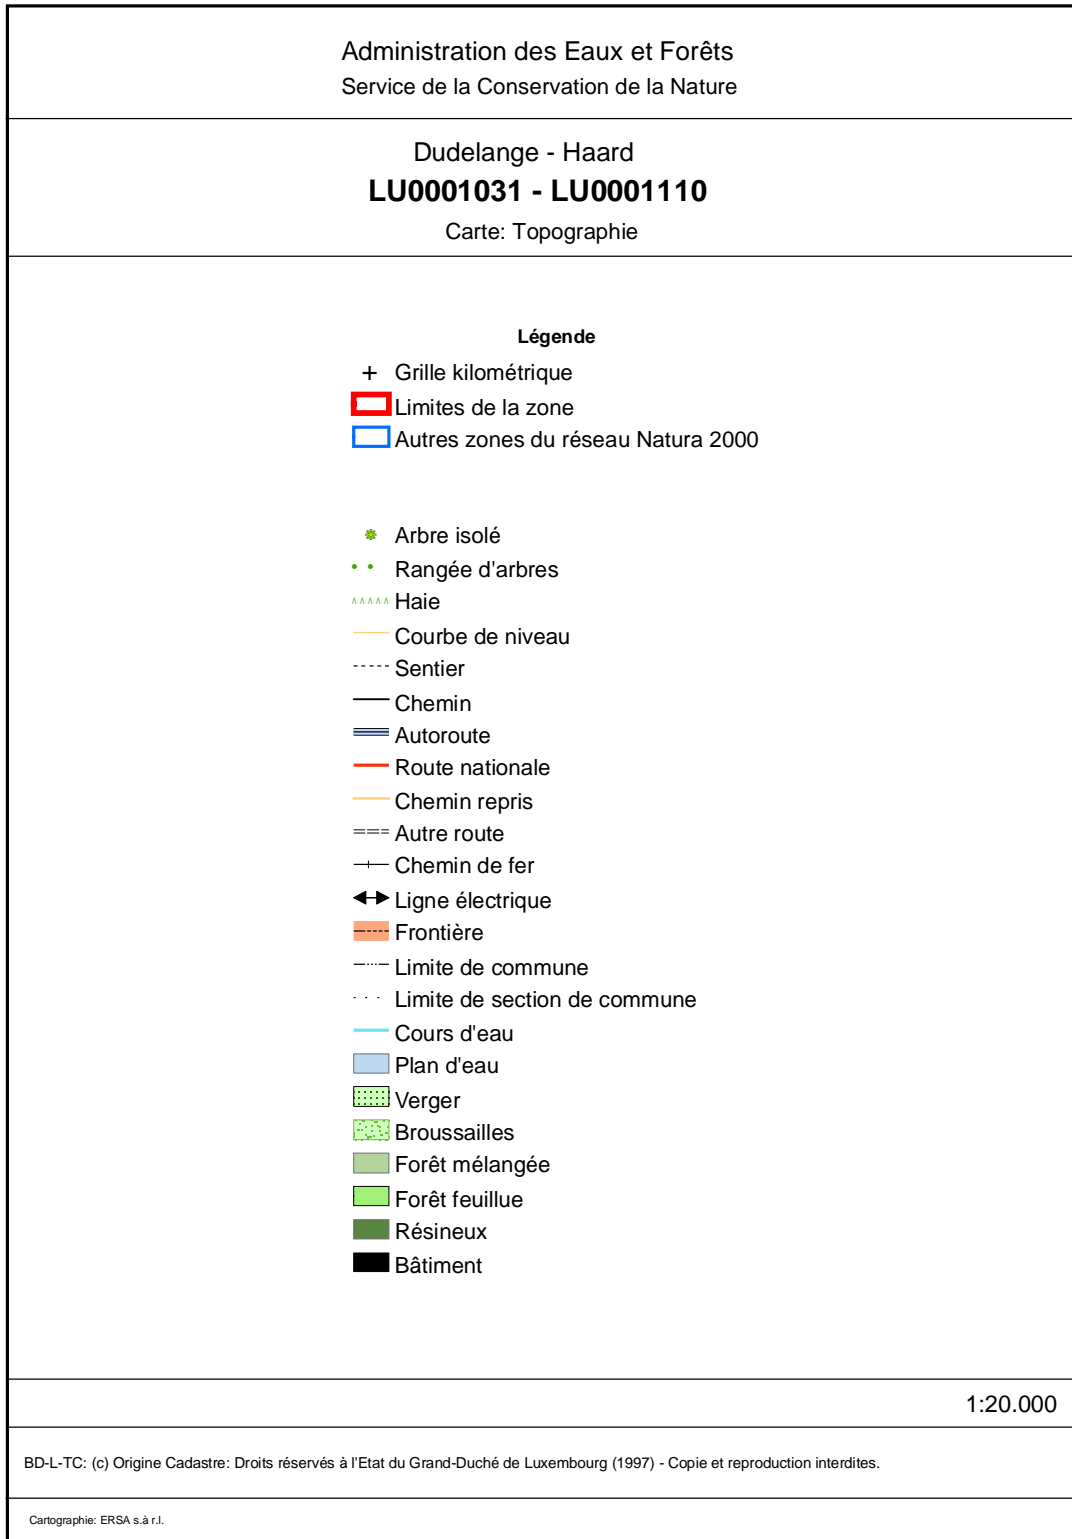 Administration des Eaux et Forêts
Service de la Conservation de la Nature
Dudelange - Haard
LU0001031 - LU0001110
Carte: Topographie
Légende
Grille kilométrique
Limites de la zone
Autres zones du réseau Natura 2000
Arbre isolé
Rangée d'arbres
Haie
Courbe de niveau
Sentier
Chemin
Autoroute
Route nationale
Chemin repris
Autre route
Chemin de fer
Ligne électrique
Frontière
Limite de commune
Limite de section de commune
Cours d'eau
Plan d'eau
Verger
Broussailles
Forêt mélangée
Forêt feuillue
Résineux
Bâtiment
1:20.000
BD-L-TC: (c) Origine Cadastre: Droits réservés à l'Etat du Grand-Duché de Luxembourg (1997) - Copie et reproduction interdites.
Cartographie: ERSA s.à r.l.